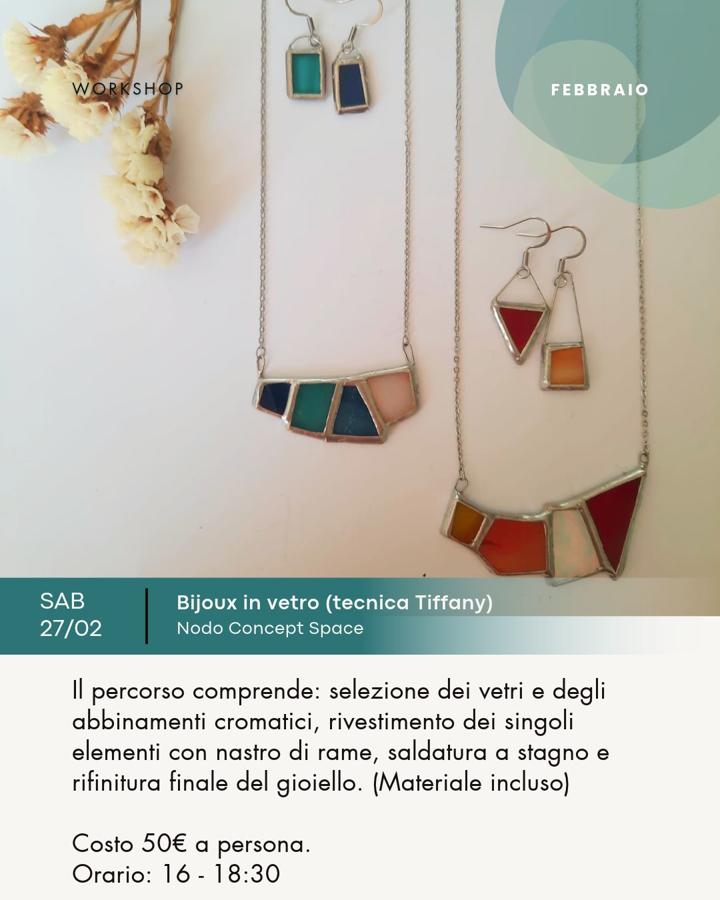 WORKSHOP
FEBBRAIO
SAB
27/02
Bijoux in vetro (tecnica Tiffany)
Nodo Concept Space
Il percorso comprende: selezione dei vetri e degli
abbinamenti cromatici, rivestimento dei singoli
elementi con nastro di rame, saldatura a stagno e
rifinitura finale del gioiello. (Materiale incluso)
Costo 50€ a persona.
Orario: 16 - 18:30